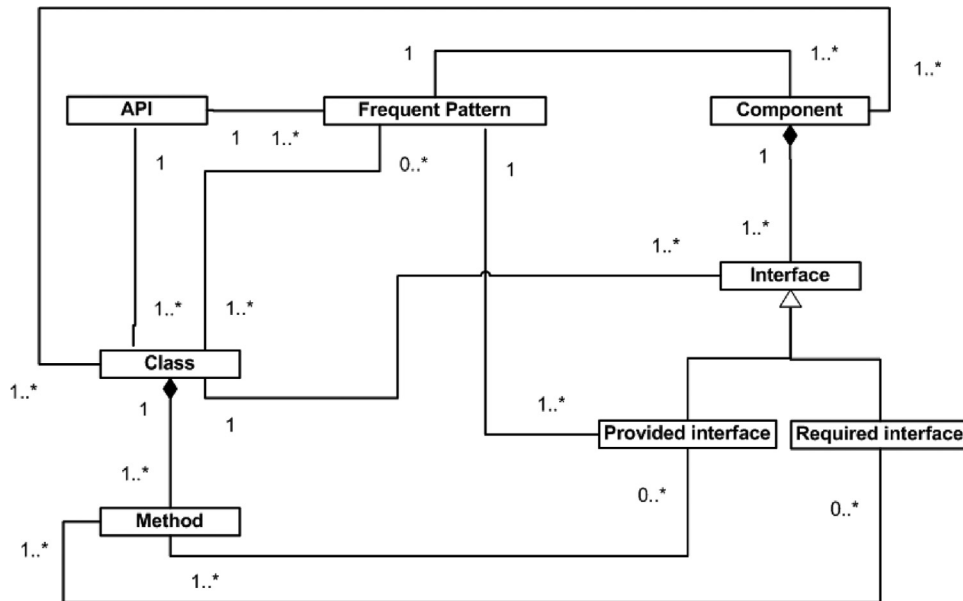 1
1..*
1..*
API
Frequent Pattern
Component
1
1..*
1
0..*
1
1
1..*
1..*
Interface
1..*
1..*
Class
1..*
1
1
1..*
Provided interface
Required interface
1..*
0..*
0..*
Method
1..*
1..*